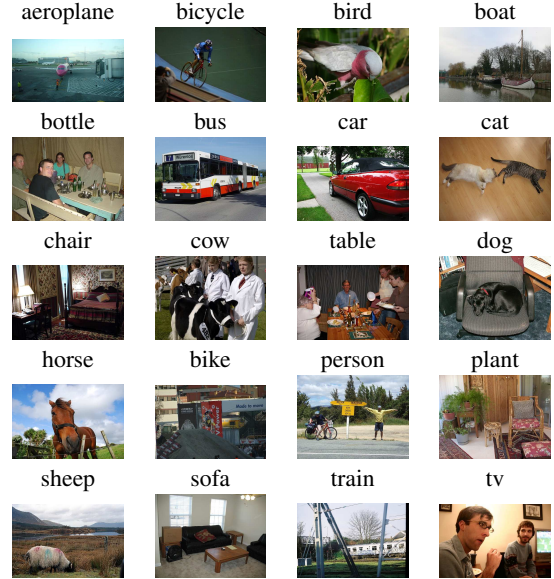 aeroplane bicycle bird boat
bottle bus car cat
chair cow table dog
horse bike person plant
sheep sofa train tv